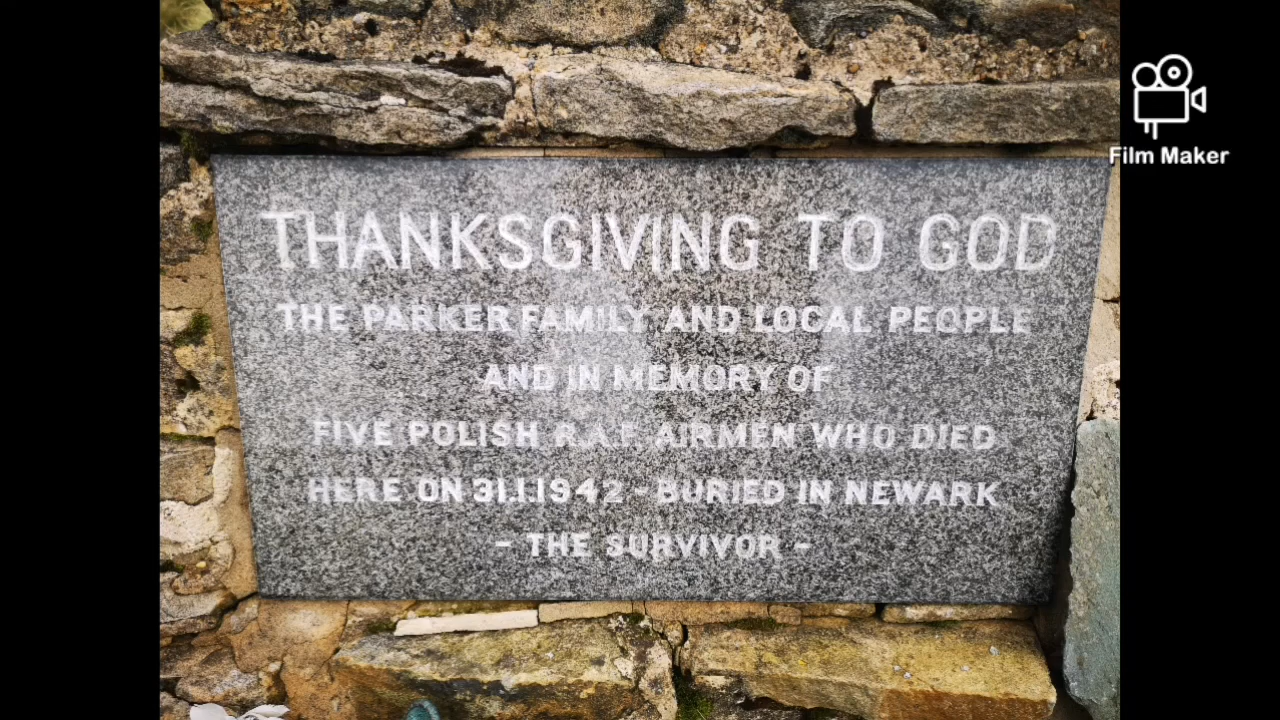 THANKSGIVING TO GOD
THE PARKER FAMILY AND LOCAL PEOPLE
AND IN MEMORY OF
FIVE POLISH R.A.F. AIRMEN WHO DIED
HERE ON 31.1.1942 - BURIED IN NEWARK
- THE SURVIVOR -
Film Maker